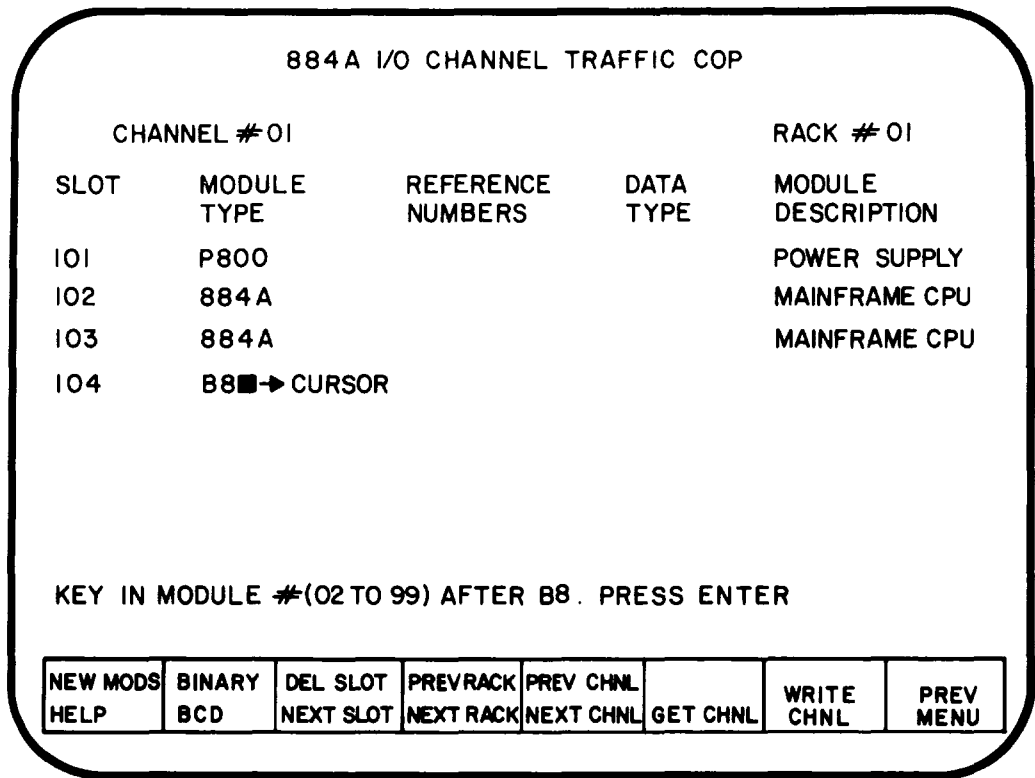 884A I/O CHANNEL TRAFFIC COP
CHANNEL #01 RACK #01
SLOT MODULE TYPE REFERENCE NUMBERS DATA TYPE MODULE DESCRIPTION
101 P800 POWER SUPPLY
102 884A MAINFRAME CPU
103 884A MAINFRAME CPU
104 B8■→ CURSOR
KEY IN MODULE #(02 TO 99) AFTER B8. PRESS ENTER
NEW MODS BINARY DEL SLOT PREV RACK PREV CHNL
HELP BCD NEXT SLOT NEXT RACK NEXT CHNL GET CHNL WRITE CHNL PREV MENU